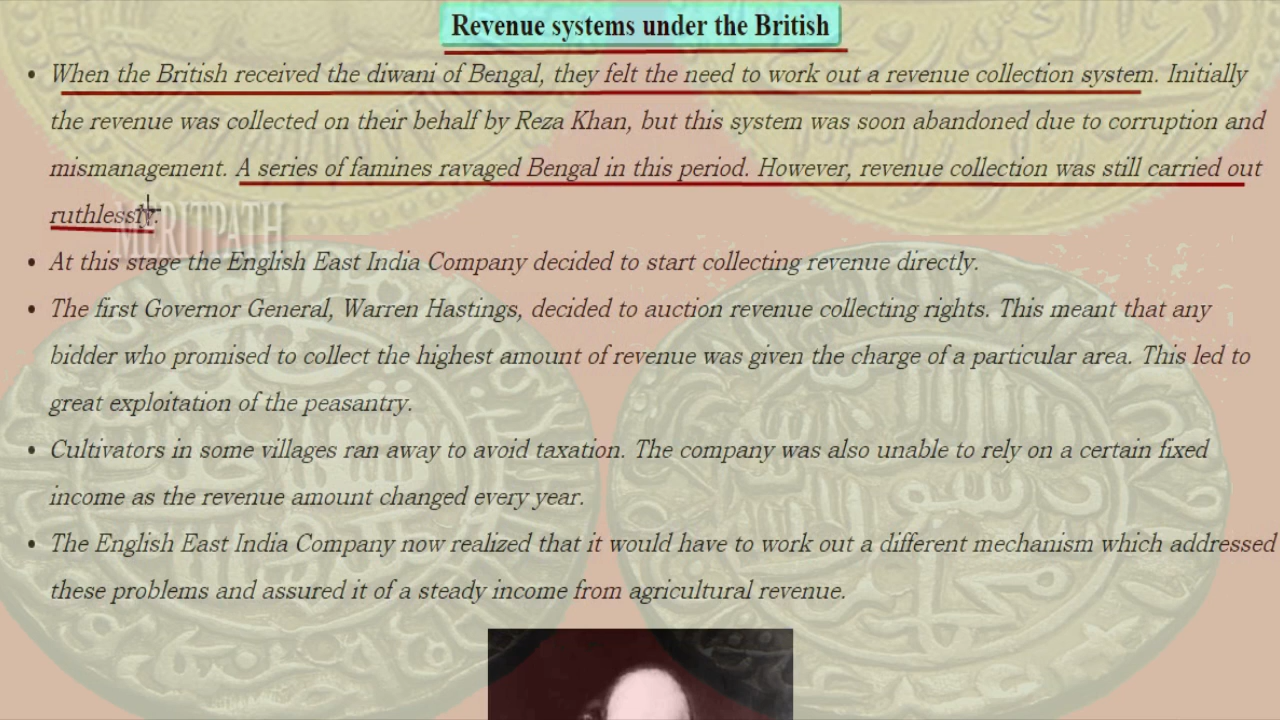 Revenue systems under the British
• When the British received the diwani of Bengal, they felt the need to work out a revenue collection system. Initially
the revenue was collected on their behalf by Reza Khan, but this system was soon abandoned due to corruption and
mismanagement. A series of famines ravaged Bengal in this period. However, revenue collection was still carried out
ruthlessly.
MERITPATH
• At this stage the English East India Company decided to start collecting revenue directly.
• The first Governor General, Warren Hastings, decided to auction revenue collecting rights. This meant that any
bidder who promised to collect the highest amount of revenue was given the charge of a particular area. This led to
great exploitation of the peasantry.
• Cultivators in some villages ran away to avoid taxation. The company was also unable to rely on a certain fixed
income as the revenue amount changed every year.
• The English East India Company now realized that it would have to work out a different mechanism which addressed
these problems and assured it of a steady income from agricultural revenue.